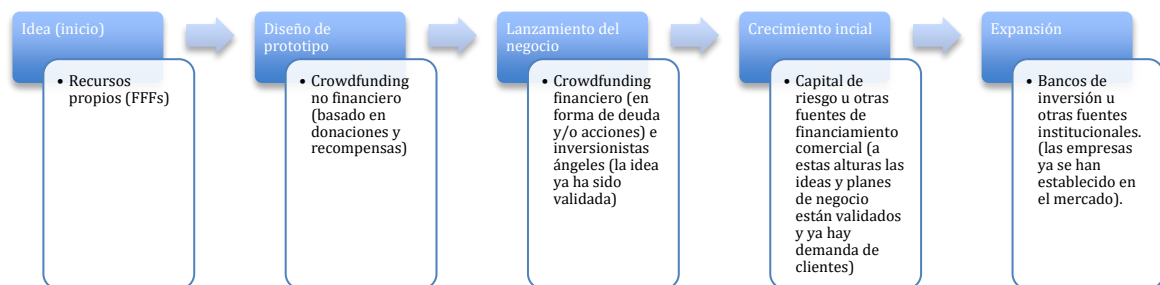 Idea (inicio)
• Recursos
propios (FFFs)
Diseño de
prototipo
• Crowdfunding
no financiero
(basado en
donaciones y
recompensas)
Lanzamiento del
negocio
• Crowdfunding
financiero (en
forma de deuda
y/o acciones) e
inversionistas
ángeles (la idea
ya ha sido
validada)
Crecimiento incial
• Capital de
riesgo u otras
fuentes de
financiamiento
comercial (a
estas alturas las
ideas y planes
de negocio
están validados
y ya hay
demanda de
clientes)
Expansión
• Bancos de
inversión u
otras fuentes
institucionales.
(las empresas
ya se han
establecido en
el mercado).